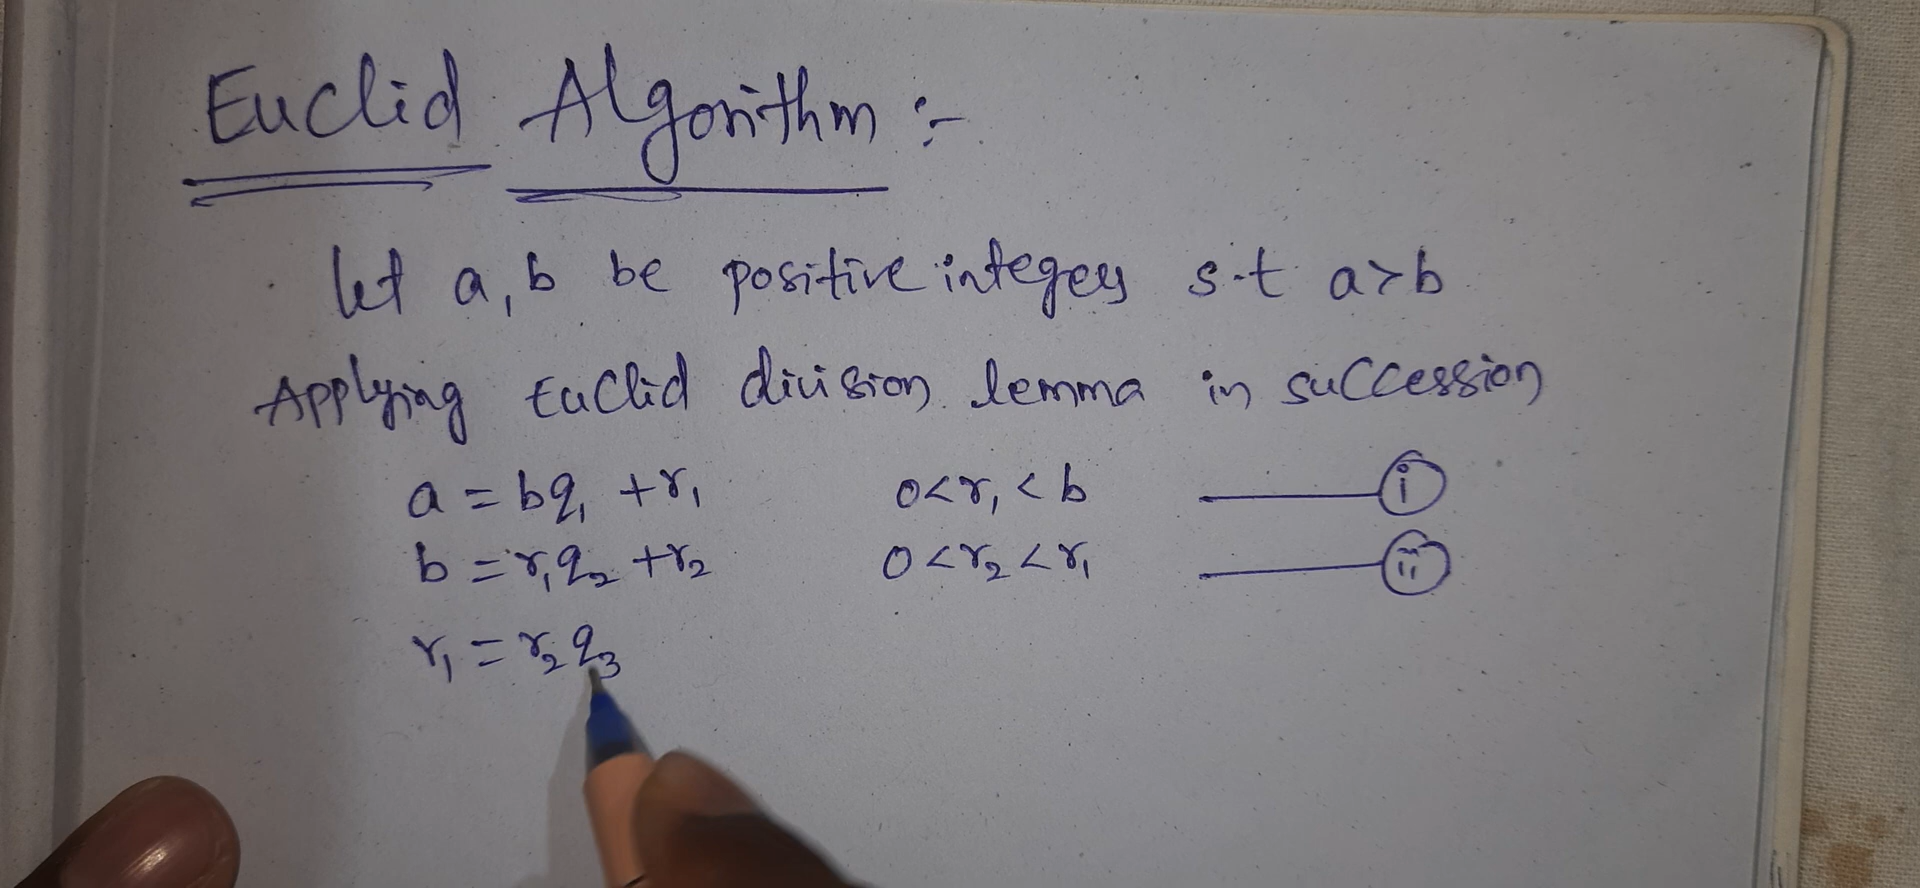 Euclid Algorithm :-
let a, b be positive integers s.t a>b
Applying Euclid division lemma in succession
a = bq₁ + r₁ 0<r₁<b i
b = r₁q₂ + r₂ 0<r₂<r₁ ii
r₁ = r₂q₃